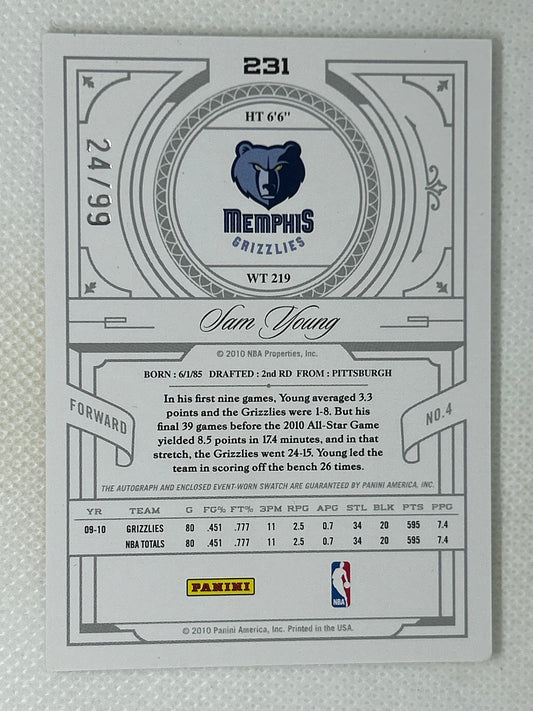 231
HT 6'6"
24/99
MEMPHIS
GRIZZLIES
WT 219
Sam Young
© 2010 NBA Properties, Inc.
BORN : 6/1/85 DRAFTED : 2nd RD FROM : PITTSBURGH
FORWARD
NO.4
In his first nine games, Young averaged 3.3
points and the Grizzlies were 1-8. But his
final 39 games before the 2010 All-Star Game
yielded 8.5 points in 17.4 minutes, and in that
stretch, the Grizzlies went 24-15. Young led the
team in scoring off the bench 26 times.
THE AUTOGRAPH AND ENCLOSED EVENT-WORN SWATCH ARE GUARANTEED BY PANINI AMERICA, INC.
YR TEAM G FG% FT% 3PM RPG APG STL BLK PTS PPG
09-10 GRIZZLIES 80 .451 .777 11 2.5 0.7 34 20 595 7.4
NBA TOTALS 80 .451 .777 11 2.5 0.7 34 20 595 7.4
PANINI
NBA
© 2010 Panini America, Inc. Printed in the USA.